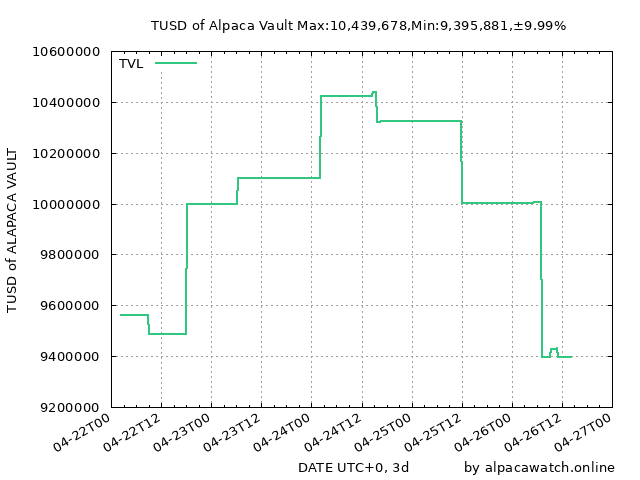 TUSD of Alpaca Vault Max:10,439,678,Min:9,395,881,±9.99%
TVL
TUSD of ALAPACA VAULT
10600000
10400000
10200000
10000000
9800000
9600000
9400000
9200000
04-22T00
04-22T12
04-23T00
04-23T12
04-24T00
04-24T12
04-25T00
04-25T12
04-26T00
04-26T12
04-27T00
DATE UTC+0, 3d
by alpacawatch.online